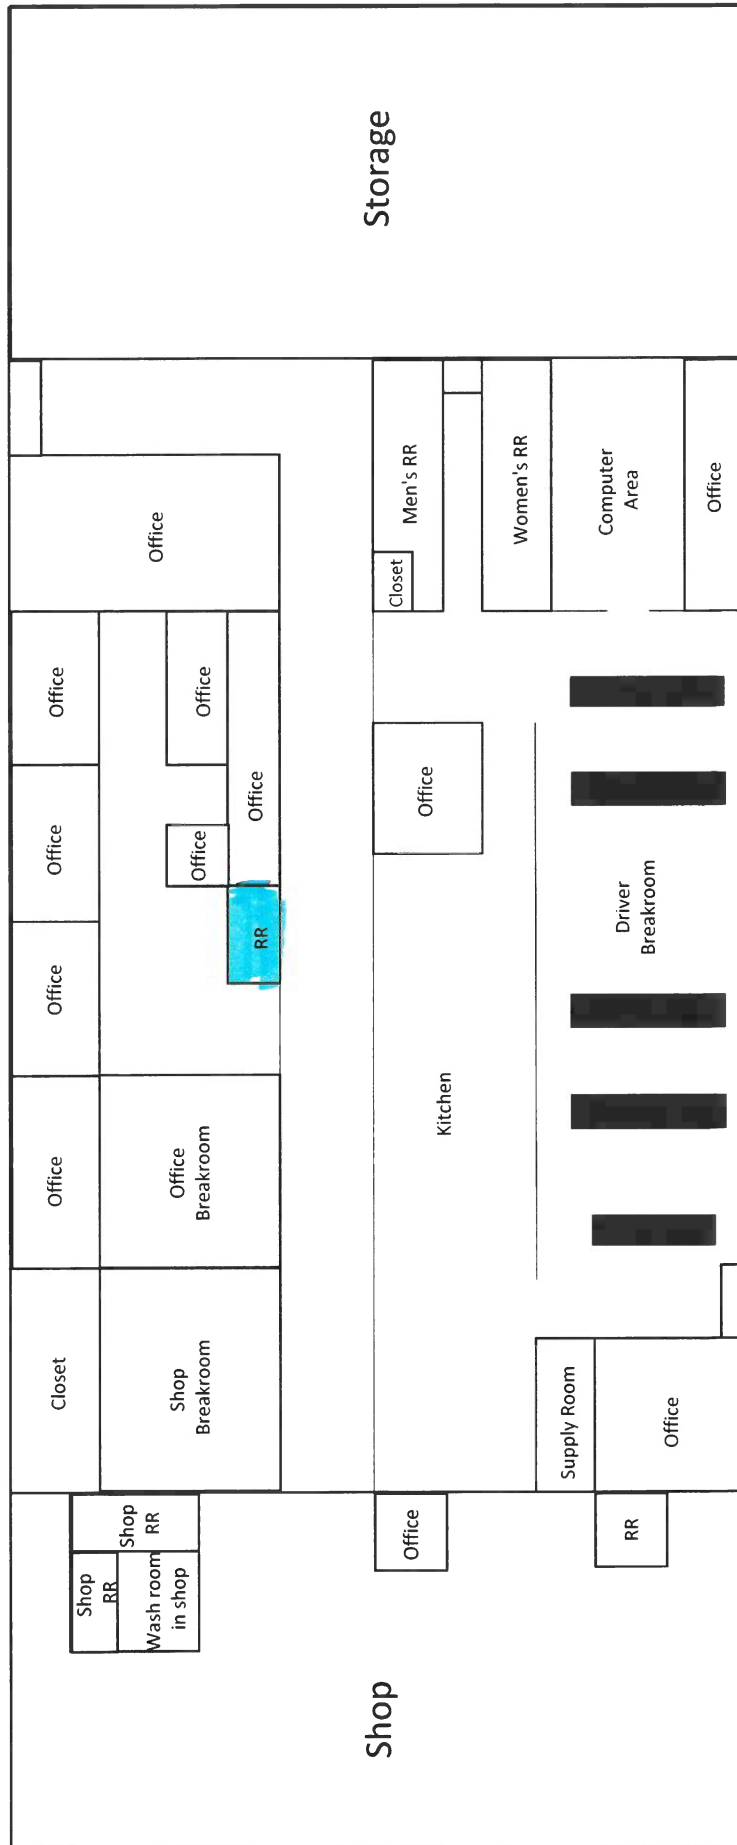 Storage
Office
Men's RR
Closet
Women's RR
Computer
Area
Office
Office
Office
Office
Office
Office
Office
RR
Office
Office
Office
Breakroom
Kitchen
Driver
Breakroom
Closet
Shop
Breakroom
Supply Room
Office
Shop
RR
Shop
RR
Wash room
in shop
Office
RR
Shop